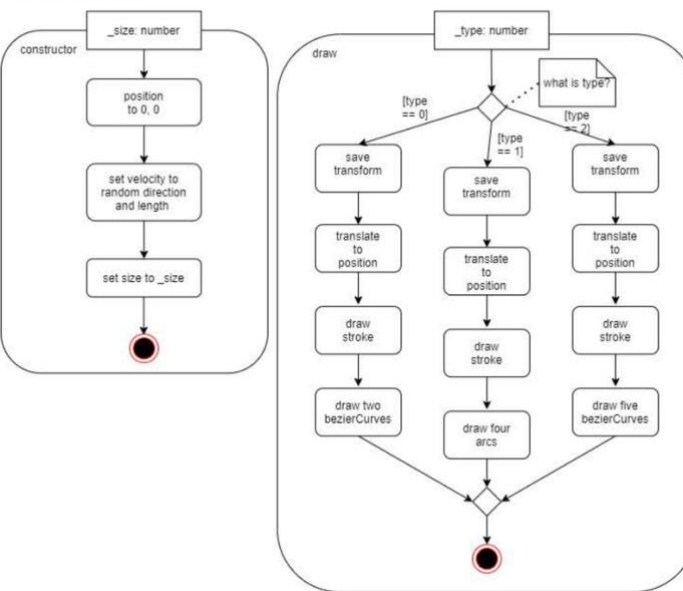 _size: number
constructor
position
to 0, 0
set velocity to
random direction
and length
set size to _size
_type: number
draw
what is type?
[type
== 0]
[type
== 1]
[type
== 2]
save
transform
translate
to
position
draw
stroke
draw two
bezierCurves
save
transform
translate
to
position
draw
stroke
draw four
arcs
save
transform
translate
to
position
draw
stroke
draw five
bezierCurves